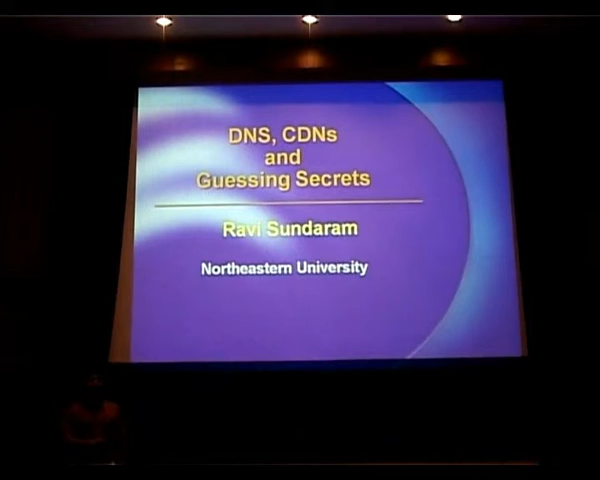 DNS, CDNs
and
Guessing Secrets
Ravi Sundaram
Northeastern University